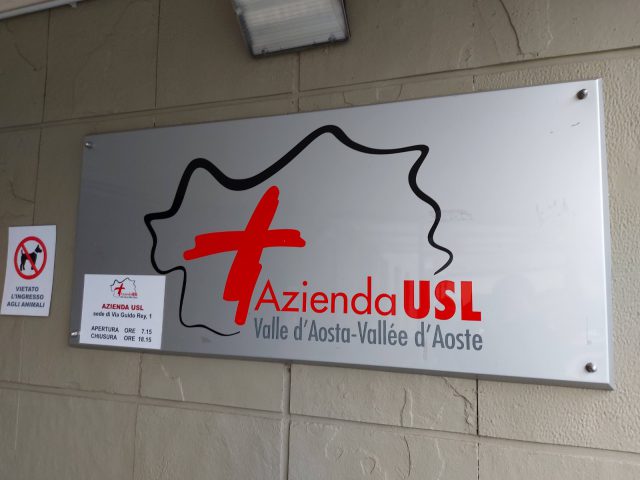 Azienda USL
Valle d'Aosta-Vallée d'Aoste
VIETATO
L'INGRESSO
AGLI ANIMALI
AZIENDA USL
sede di Via Guido Rey, 1
APERTURA ORE 7.15
CHIUSURA ORE 18.15